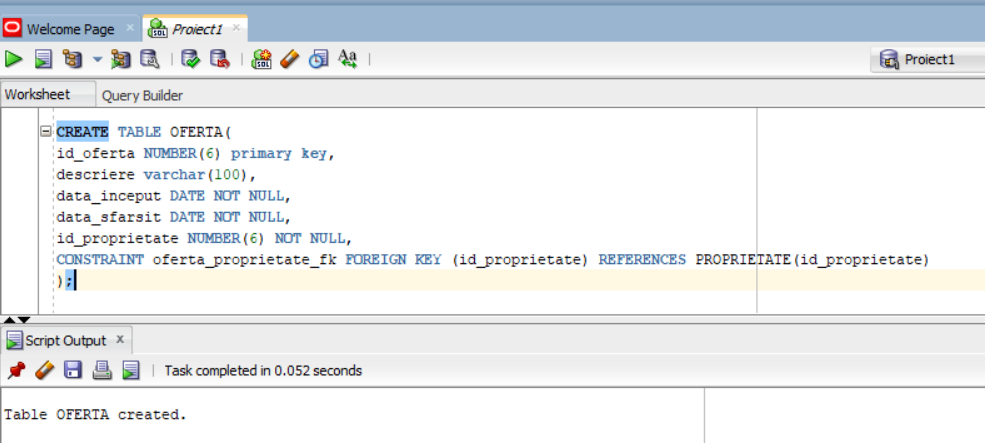 Welcome Page
Proiect1
Proiect1
Worksheet
Query Builder
CREATE TABLE OFERTA(
id_oferta NUMBER(6) primary key,
descriere varchar(100),
data_inceput DATE NOT NULL,
data_sfarsit DATE NOT NULL,
id_proprietate NUMBER(6) NOT NULL,
CONSTRAINT oferta_proprietate_fk FOREIGN KEY (id_proprietate) REFERENCES PROPRIETATE(id_proprietate)
);
Script Output x
Task completed in 0.052 seconds
Table OFERTA created.